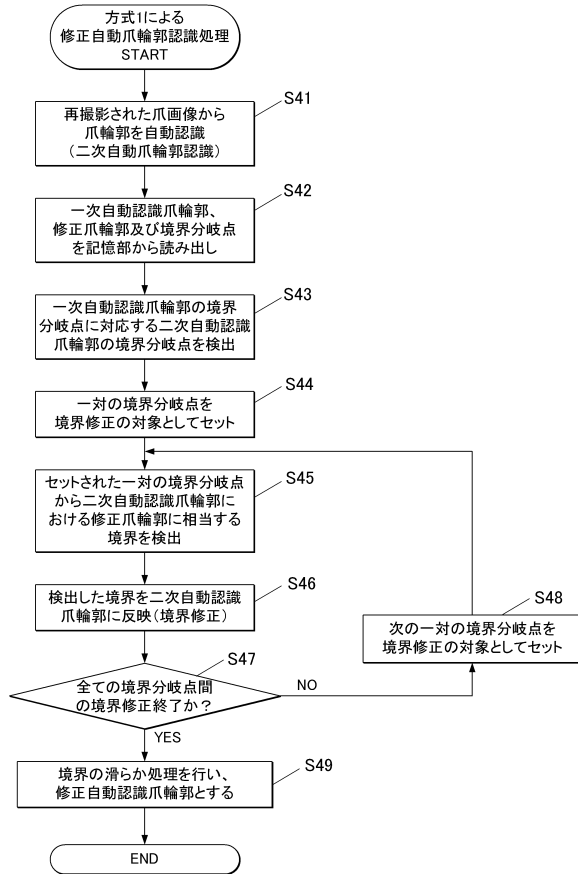 方式1による
修正自動爪輪郭認識処理
START
S41
再撮影された爪画像から
爪輪郭を自動認識
（二次自動爪輪郭認識）
S42
一次自動認識爪輪郭、
修正爪輪郭及び境界分岐点
を記憶部から読み出し
S43
一次自動認識爪輪郭の境界
分岐点に対応する二次自動認識
爪輪郭の境界分岐点を検出
S44
一対の境界分岐点を
境界修正の対象としてセット
S45
セットされた一対の境界分岐点
から二次自動認識爪輪郭に
おける修正爪輪郭に相当する
境界を検出
S46
検出した境界を二次自動認識
爪輪郭に反映（境界修正）
S48
次の一対の境界分岐点を
境界修正の対象としてセット
S47
全ての境界分岐点間
の境界修正終了か？
NO
YES
S49
境界の滑らか処理を行い、
修正自動認識爪輪郭とする
END